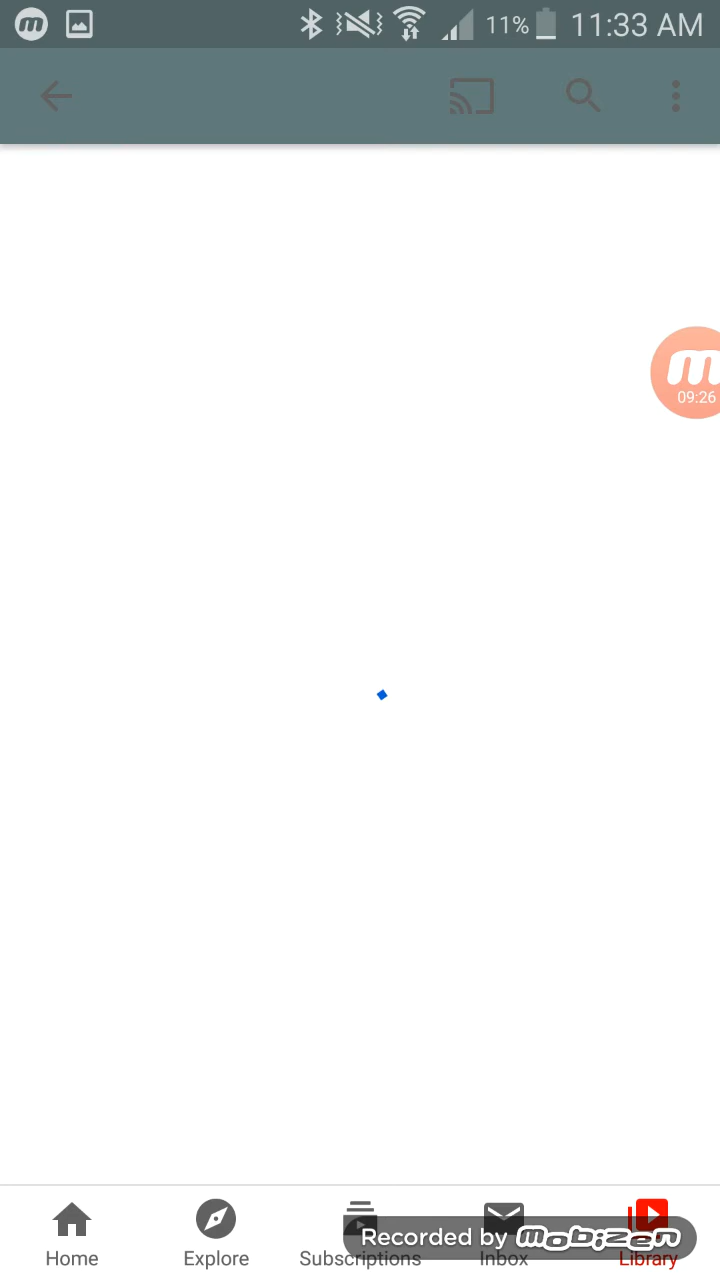 11% 11:33 AM
m
09:26
Home Explore Subscriptions Inbox Library
Recorded by mobizen